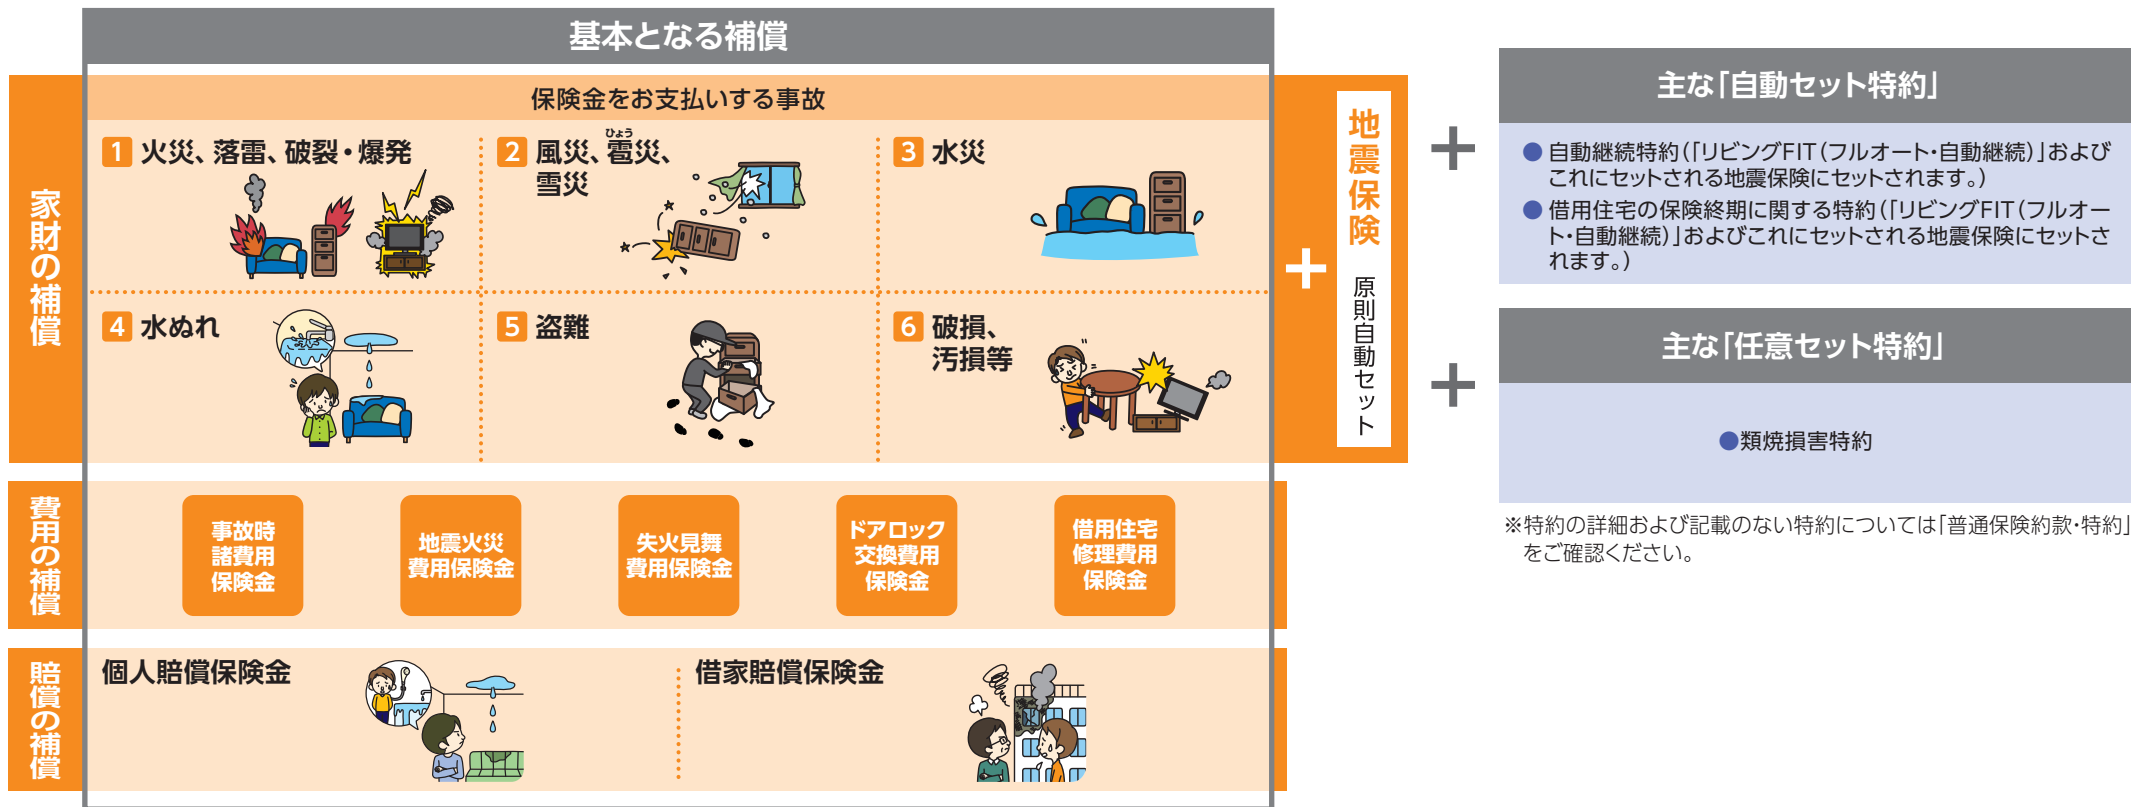 基本となる補償
家財の補償
保険金をお支払いする事故
1 火災、落雷、破裂・爆発
2 風災、雹災、
ひょう
雪災
3 水災
4 水ぬれ
5 盗難
6 破損、
汚損等
+
地震保険 原則自動セット
費用の補償
事故時
諸費用
保険金
地震火災
費用保険金
失火見舞
費用保険金
ドアロック
交換費用
保険金
借用住宅
修理費用
保険金
賠償の補償
個人賠償保険金
借家賠償保険金
+
主な「自動セット特約」
●自動継続特約(「リビングFIT(フルオート・自動継続)」および
これにセットされる地震保険にセットされます。)
●借用住宅の保険終期に関する特約(「リビングFIT(フルオー
ト・自動継続)」およびこれにセットされる地震保険にセットさ
れます。)
+
主な「任意セット特約」
●類焼損害特約
※特約の詳細および記載のない特約については「普通保険約款・特約」
をご確認ください。